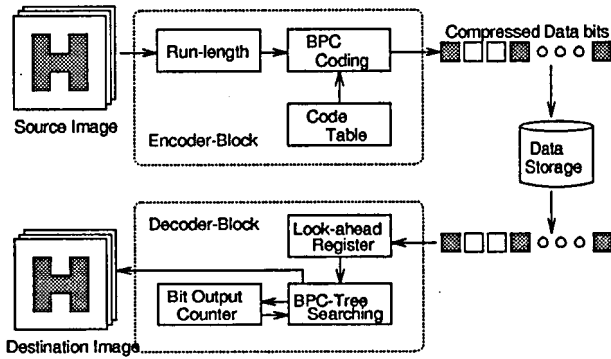 Source Image
Run-length
BPC
Coding
Code
Table
Encoder-Block
Compressed Data bits
Data
Storage
Decoder-Block
Look-ahead
Register
Bit Output
Counter
BPC-Tree
Searching
Destination Image